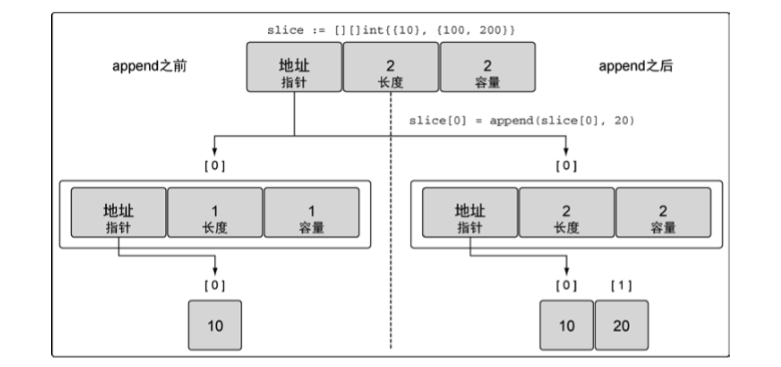 slice := [][]int{{10}, {100, 200}}
append之前
地址 2 2
指针 长度 容量
append之后
slice[0] = append(slice[0], 20)
[0] [0]
地址 1 1 地址 2 2
指针 长度 容量 指针 长度 容量
[0] [0] [1]
10 10 20